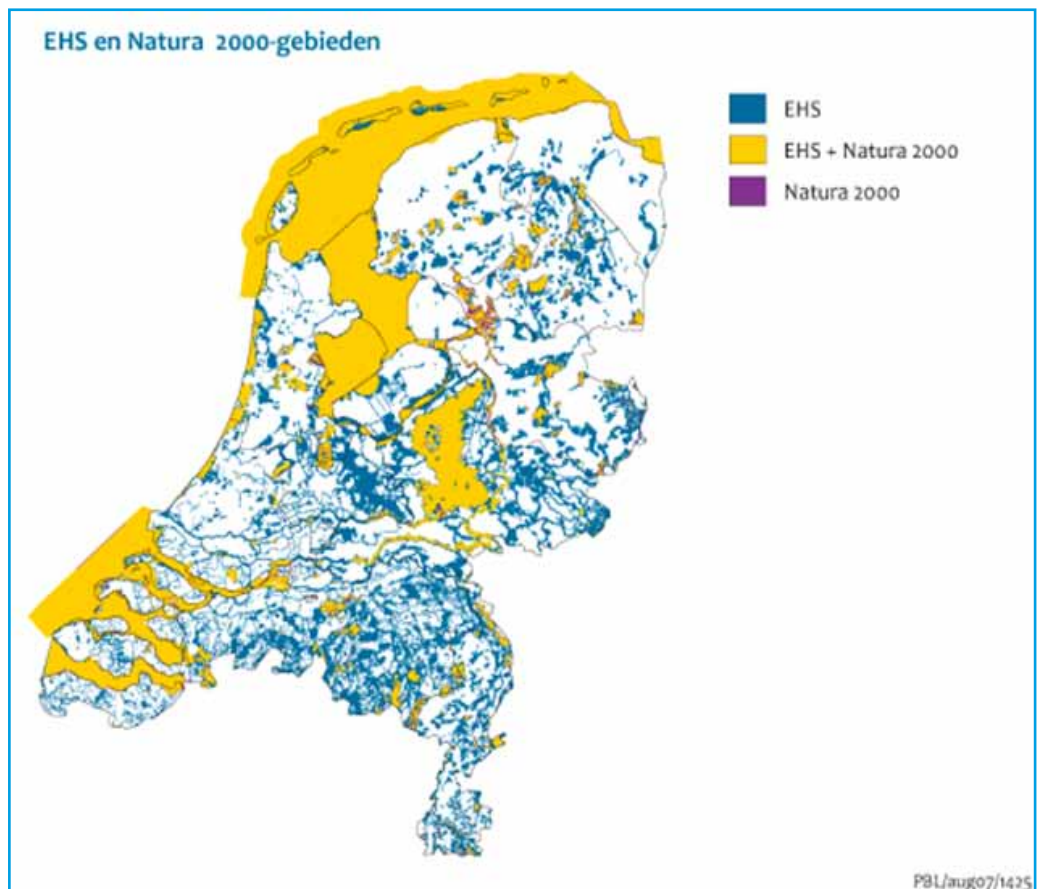 EHS en Natura 2000-gebieden
EHS
EHS + Natura 2000
Natura 2000
PBL/aug07/1425